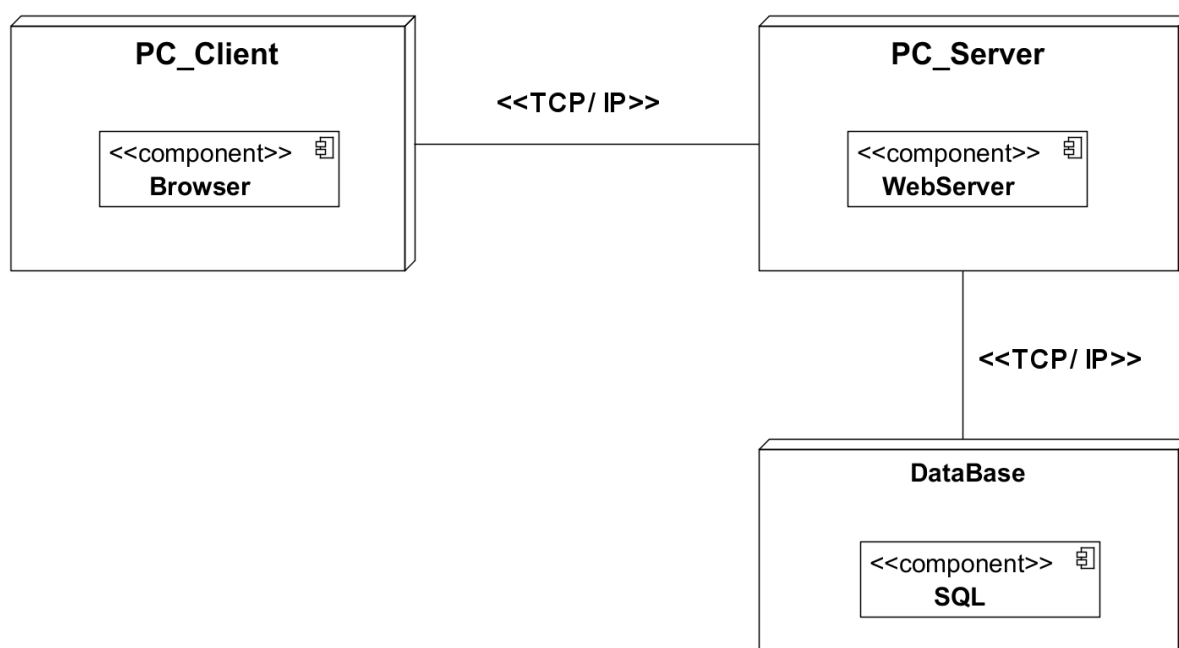 PC_Client
<<component>>
Browser
<<TCP/ IP>>
PC_Server
<<component>>
WebServer
<<TCP/ IP>>
DataBase
<<component>>
SQL